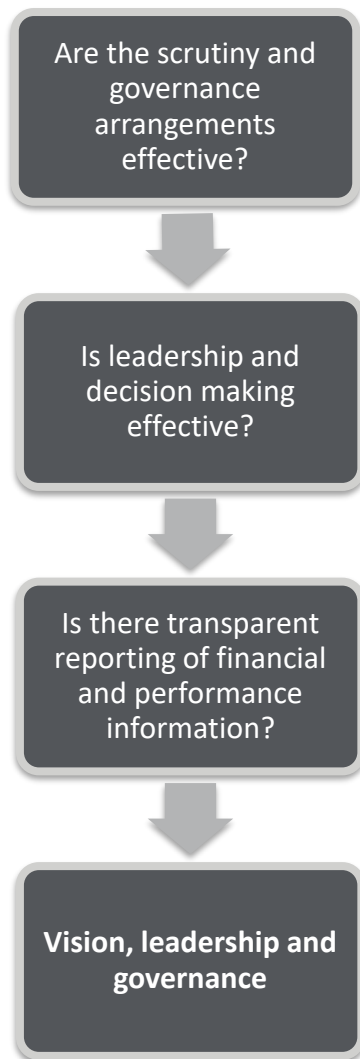 Are the scrutiny and
governance
arrangements
effective?
Is leadership and
decision making
effective?
Is there transparent
reporting of financial
and performance
information?
Vision, leadership and
governance